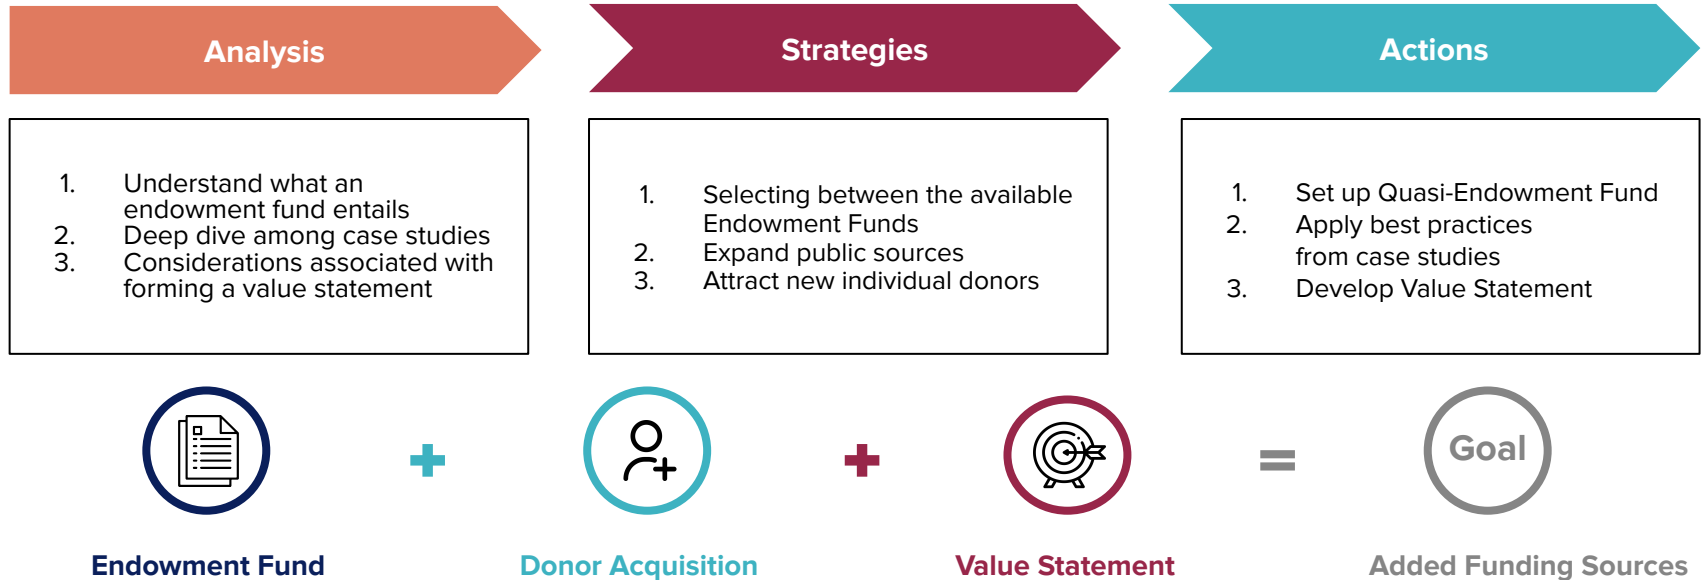 Analysis
Strategies
Actions
1. Understand what an
endowment fund entails
2. Deep dive among case studies
3. Considerations associated with
forming a value statement
1. Selecting between the available
Endowment Funds
2. Expand public sources
3. Attract new individual donors
1. Set up Quasi-Endowment Fund
2. Apply best practices
from case studies
3. Develop Value Statement
+
+
=
Goal
Endowment Fund
Donor Acquisition
Value Statement
Added Funding Sources